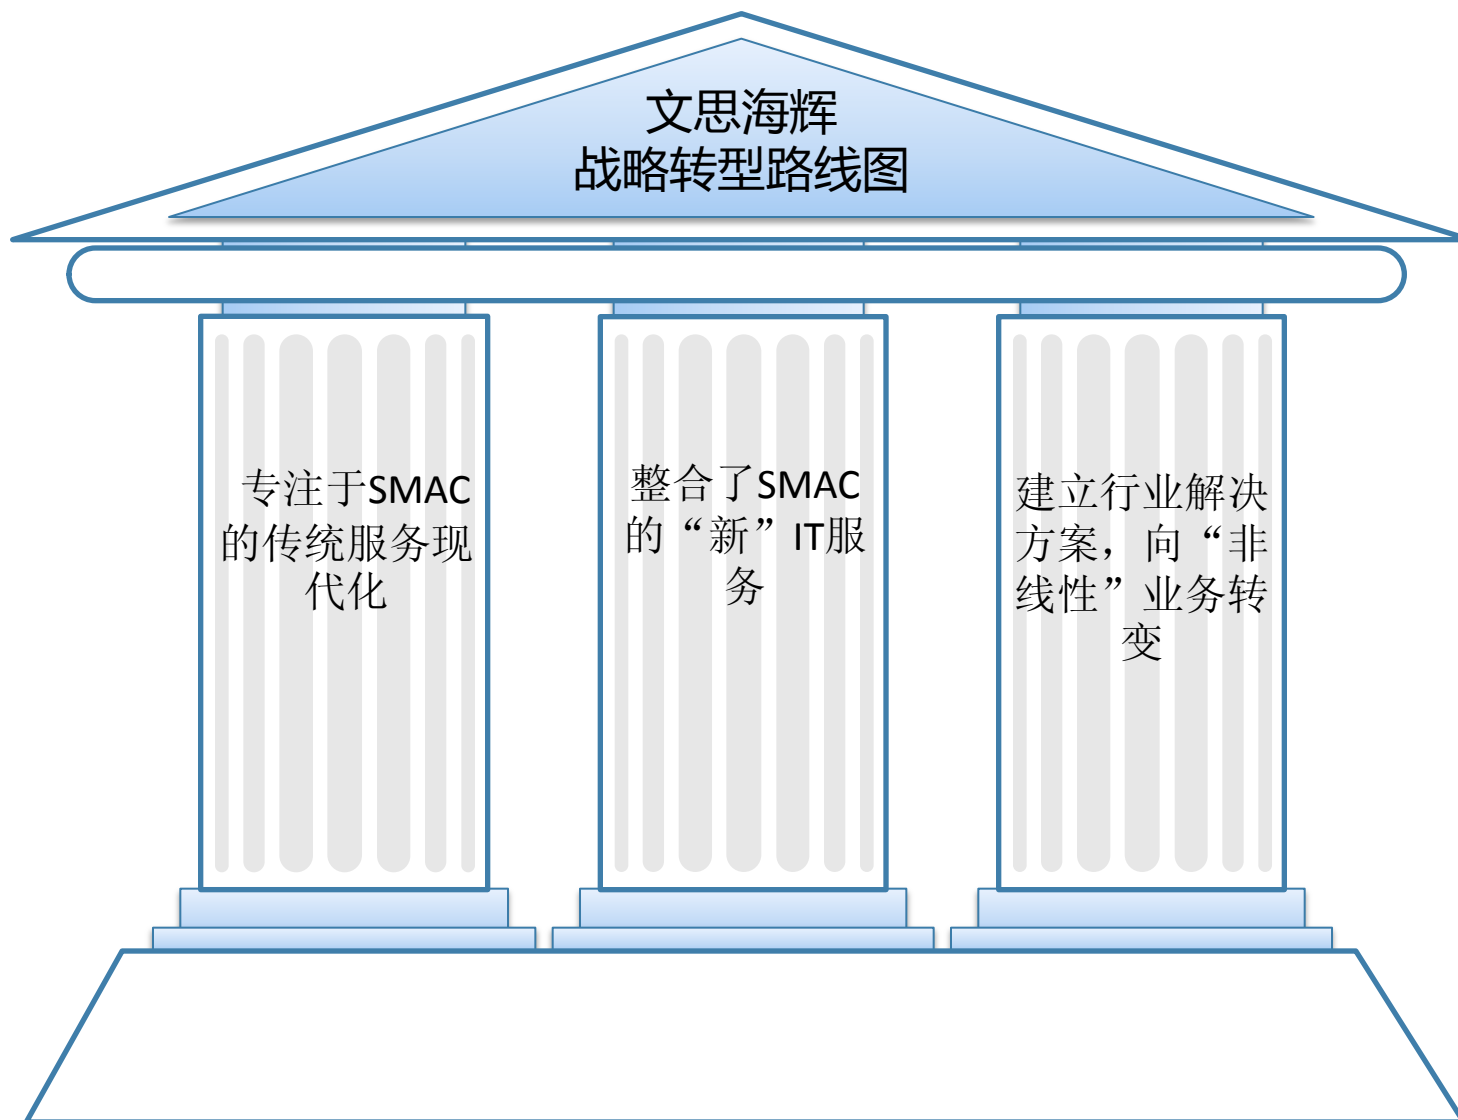 文思海辉
战略转型路线图
专注于SMAC
的传统服务现
代化
整合了SMAC
的“新”IT服
务
建立行业解决
方案，向“非
线性”业务转
变